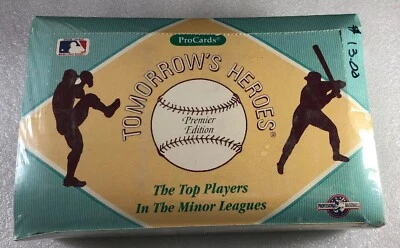 ProCards®
$13.00
TOMORROW'S HEROES®
Premier
Edition
The Top Players
In The Minor Leagues